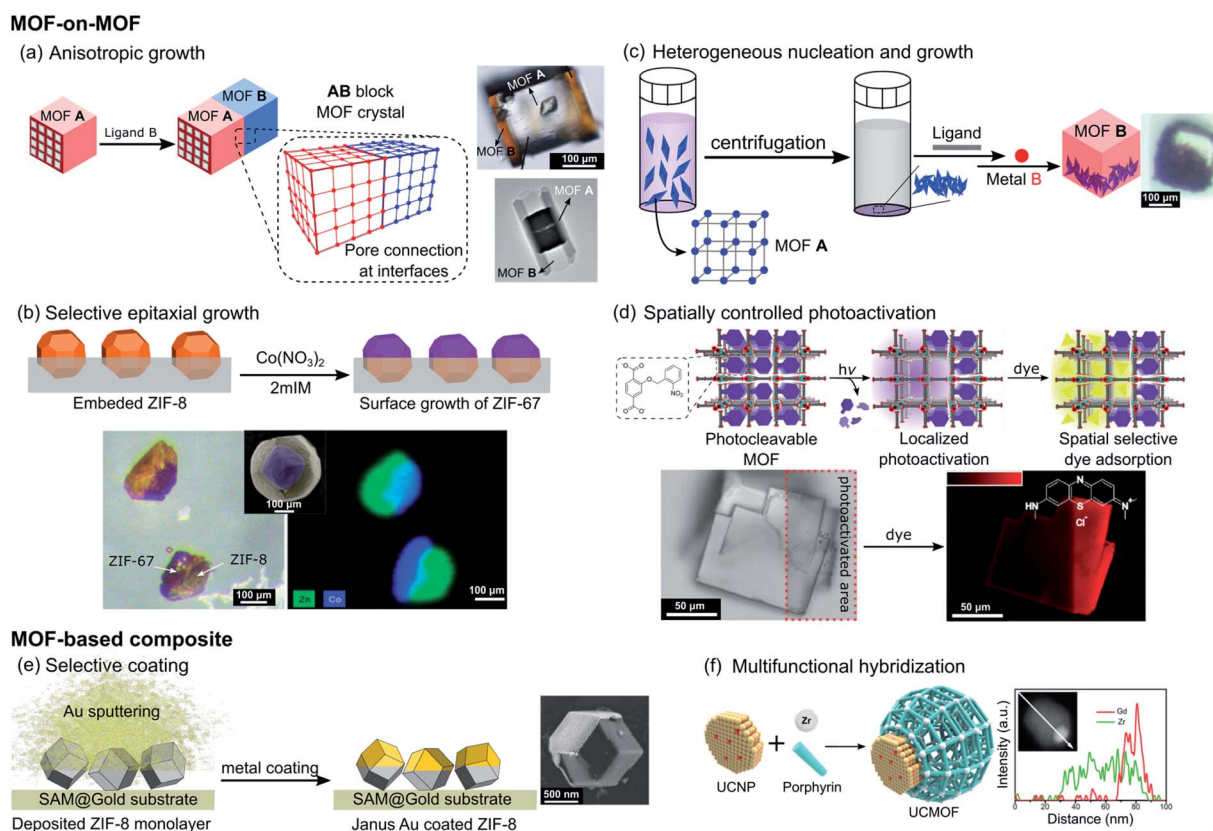 MOF-on-MOF
(a) Anisotropic growth
MOF A
Ligand B
MOF B
MOF A
AB block
MOF crystal
Pore connection
at interfaces
MOF A
MOF B
100 µm
MOF A
MOF B
(c) Heterogeneous nucleation and growth
centrifugation
MOF A
Ligand
Metal B
MOF B
100 µm
(b) Selective epitaxial growth
Embeded ZIF-8
Co(NO3)2
2mIM
Surface growth of ZIF-67
100 µm
ZIF-67
ZIF-8
100 µm
Zn
Co
100 µm
(d) Spatially controlled photoactivation
NO2
hν
dye
Photocleavable
MOF
Localized
photoactivation
Spatial selective
dye adsorption
photoactivated area
50 µm
dye
N
HN
S
N+
Cl-
50 µm
MOF-based composite
(e) Selective coating
Au sputtering
SAM@Gold substrate
Deposited ZIF-8 monolayer
metal coating
SAM@Gold substrate
Janus Au coated ZIF-8
500 nm
(f) Multifunctional hybridization
UCNP
Zr
Porphyrin
UCMOF
Intensity (a.u.)
Gd
Zr
0 20 40 60 80 100
Distance (nm)